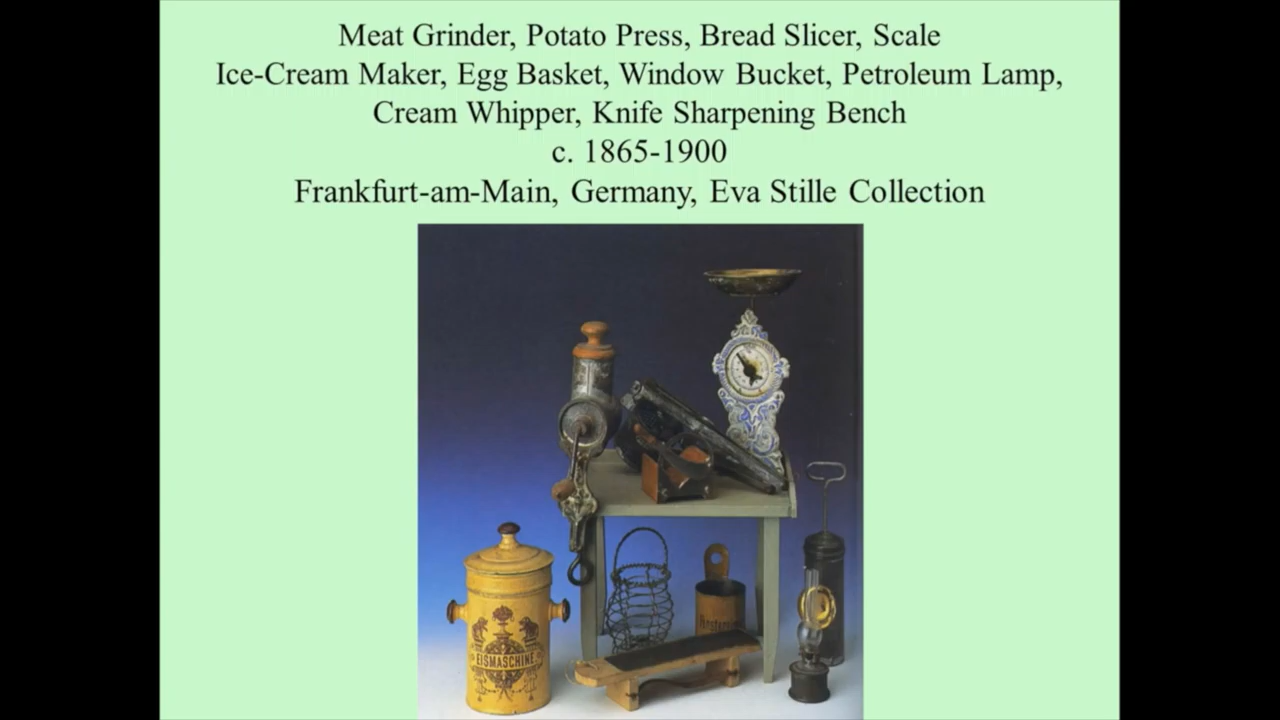 Meat Grinder, Potato Press, Bread Slicer, Scale
Ice-Cream Maker, Egg Basket, Window Bucket, Petroleum Lamp,
Cream Whipper, Knife Sharpening Bench
c. 1865-1900
Frankfurt-am-Main, Germany, Eva Stille Collection
EISMASCHINE